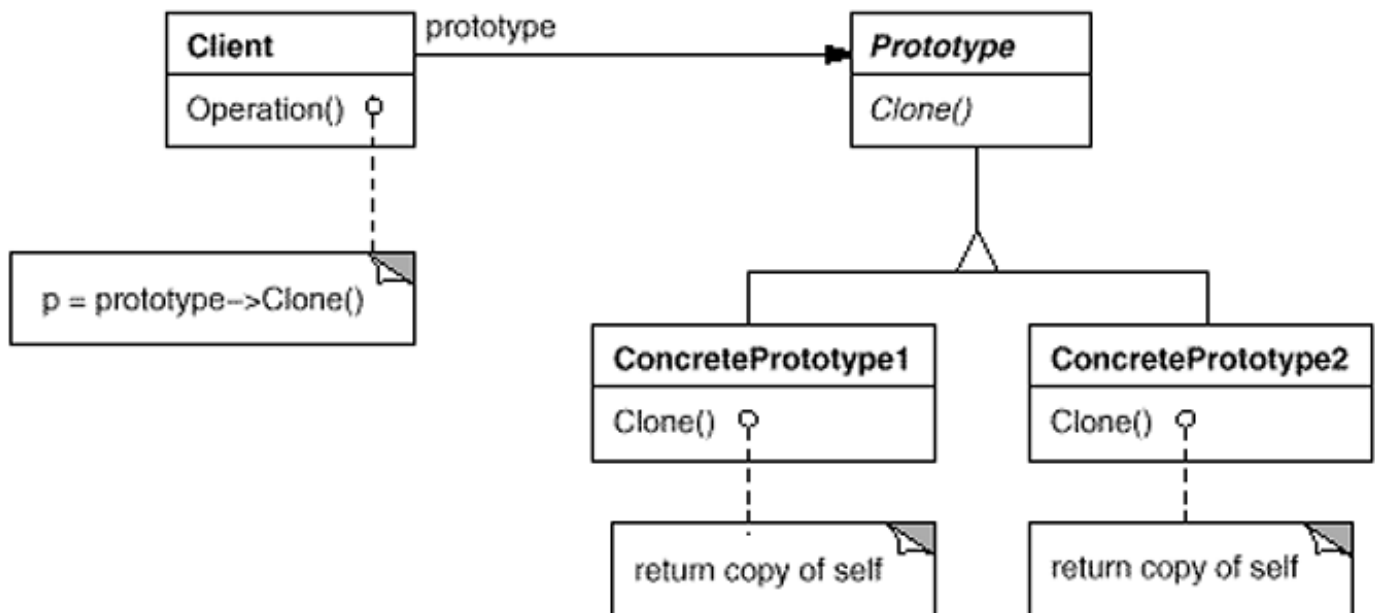 Client
prototype
Prototype
Operation()
Clone()
p = prototype->Clone()
ConcretePrototype1
ConcretePrototype2
Clone()
Clone()
return copy of self
return copy of self